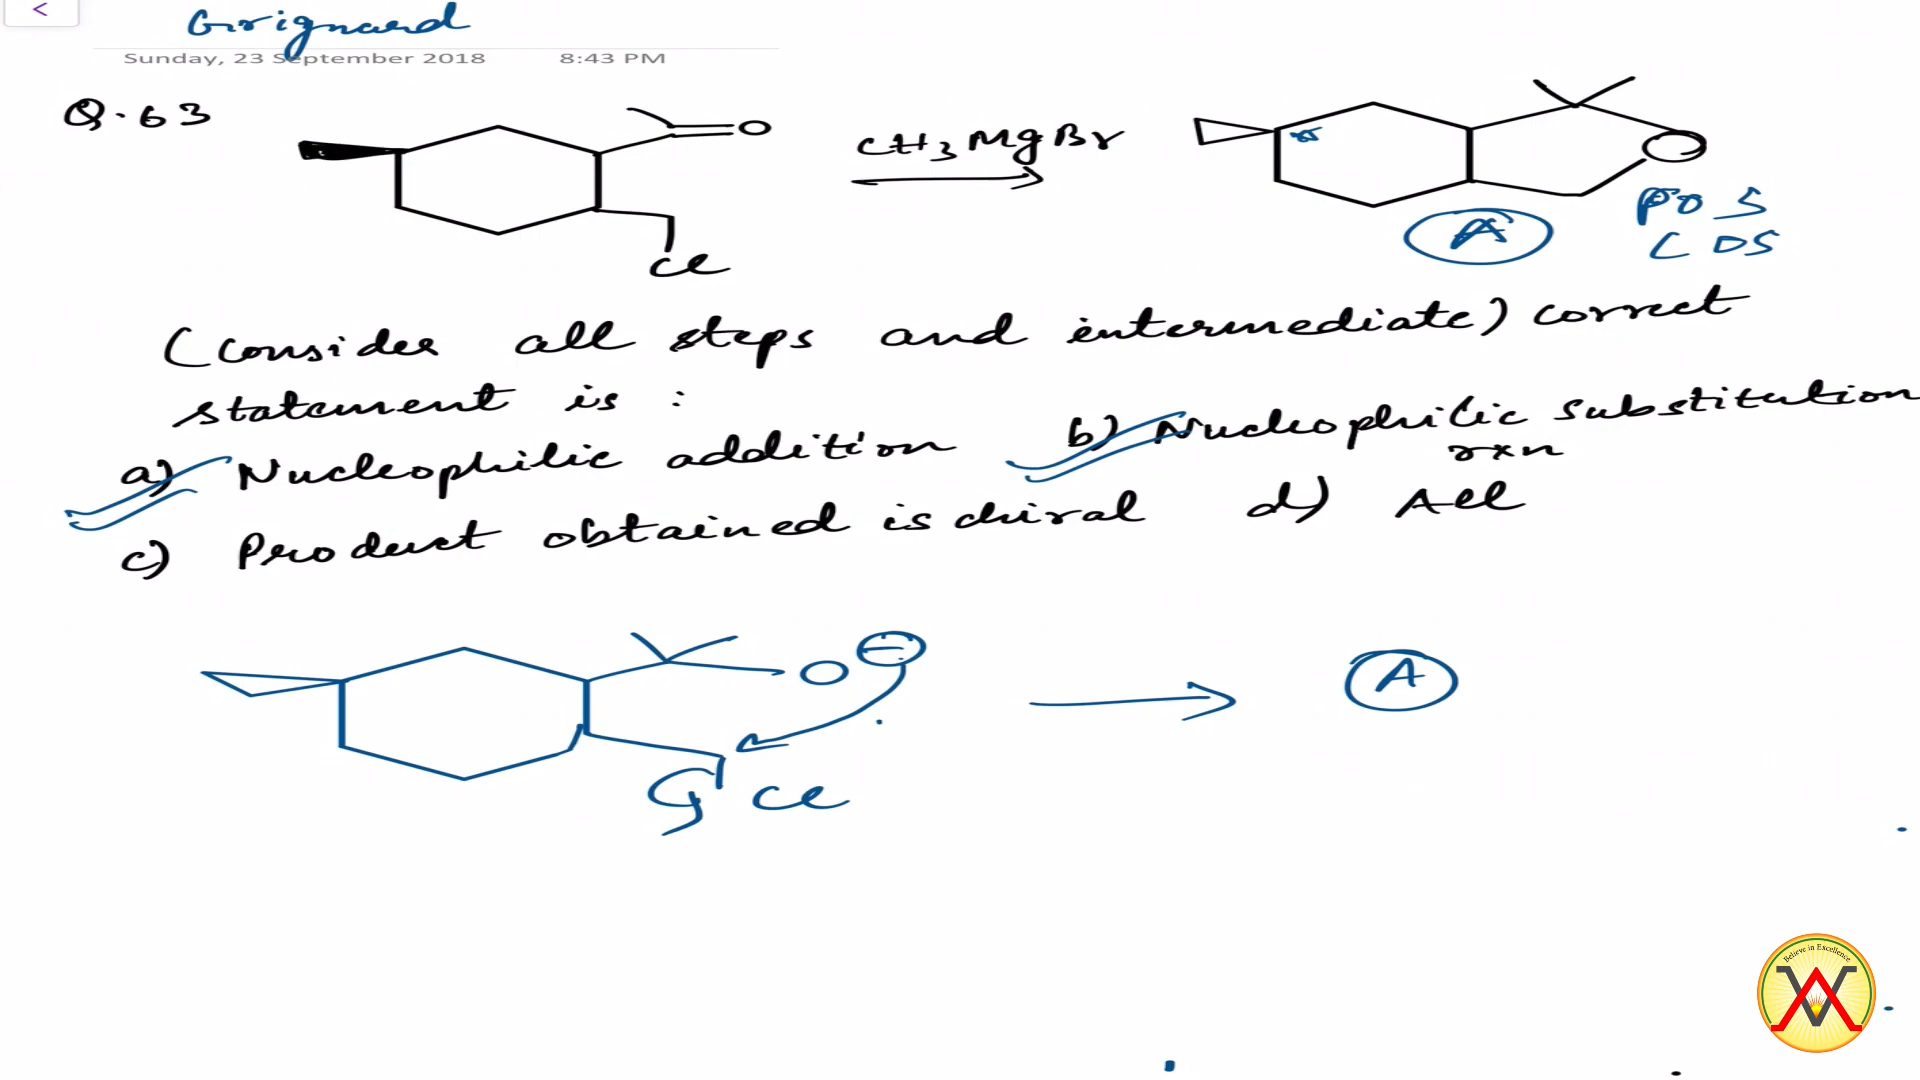 Grignard
Sunday, 23 September 2018 8:43 PM
Q.63
O
Cl
CH3MgBr
O
A
POS
COS
(Consider all steps and intermediate) correct
statement is :
a) Nucleophilic addition b) Nucleophilic substitution
rxn
c) Product obtained is chiral d) All
O
Cl
A
Believe in Excellence